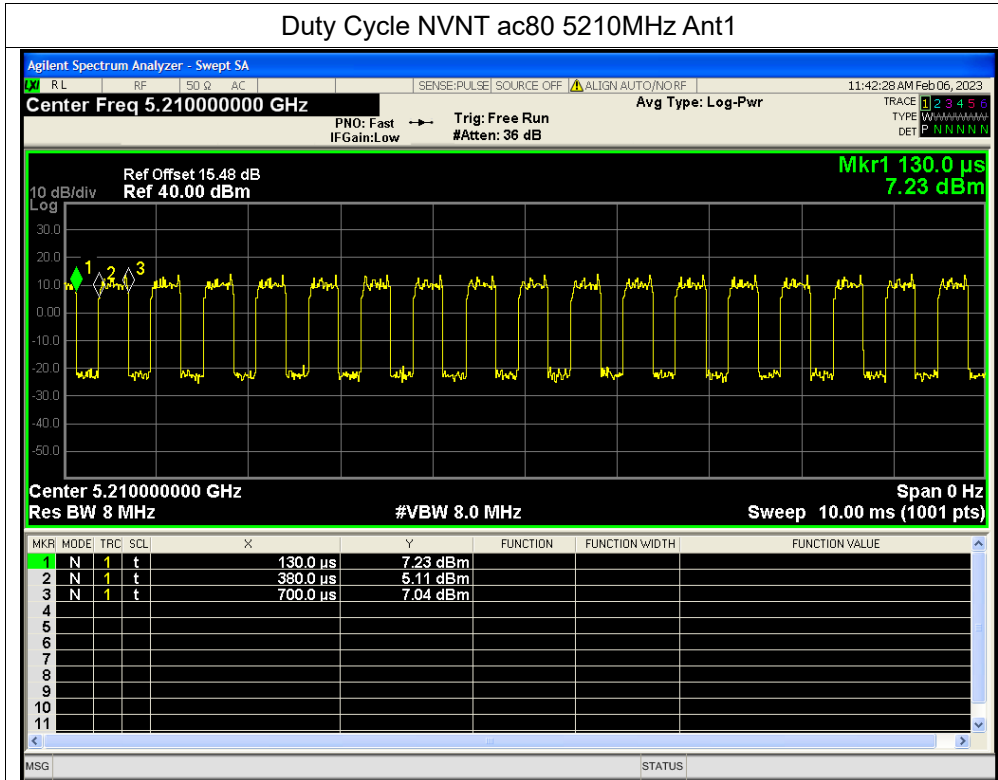 Duty Cycle NVNT ac80 5210MHz Ant1
Agilent Spectrum Analyzer - Swept SA
LXI RL RF 50 Ω AC SENSE:PULSE SOURCE OFF ALIGN AUTO/NO RF 11:42:28 AM Feb 06, 2023
Center Freq 5.210000000 GHz Avg Type: Log-Pwr TRACE 1 2 3 4 5 6
PNO: Fast Trig: Free Run TYPE W
IFGain:Low #Atten: 36 dB DET P N N N N N
Mkr1 130.0 µs
Ref Offset 15.48 dB 7.23 dBm
10 dB/div Ref 40.00 dBm
Log
30.0
20.0
1 2 3
10.0
0.00
-10.0
-20.0
-30.0
-40.0
-50.0
Center 5.210000000 GHz Span 0 Hz
Res BW 8 MHz #VBW 8.0 MHz Sweep 10.00 ms (1001 pts)
MKR MODE TRC SCL X Y FUNCTION FUNCTION WIDTH FUNCTION VALUE
1 N 1 t 130.0 µs 7.23 dBm
2 N 1 t 380.0 µs 5.11 dBm
3 N 1 t 700.0 µs 7.04 dBm
4
5
6
7
8
9
10
11
MSG STATUS